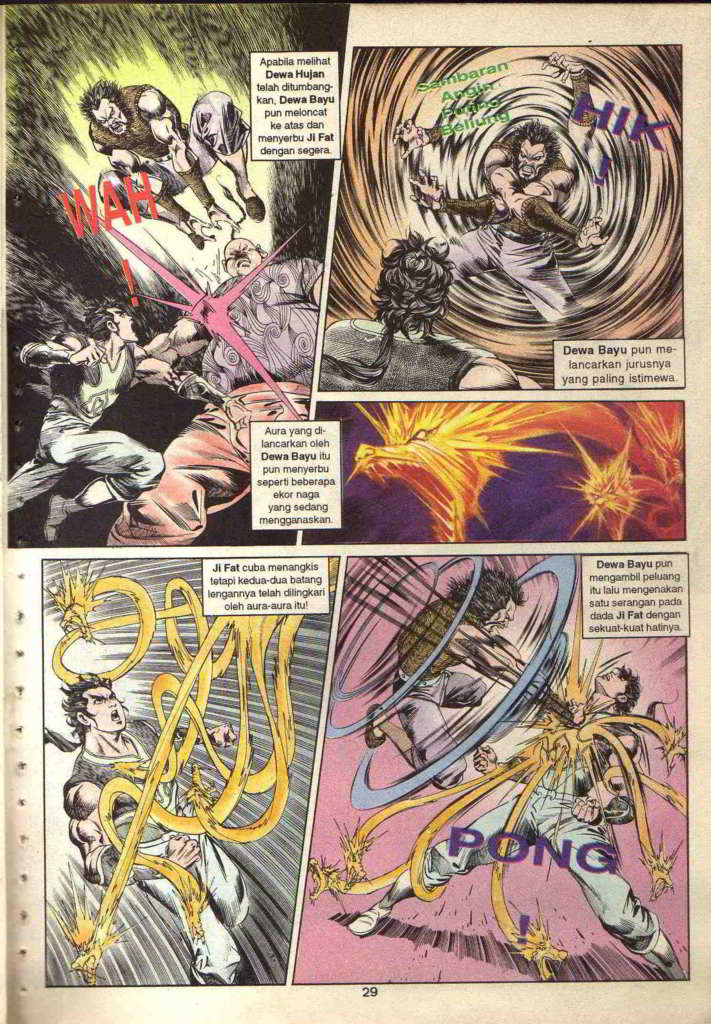 Apabila melihat
Dewa Hujan
telah ditumbang-
kan, Dewa Bayu
pun meloncat
ke atas dan
menyerbu Ji Fat
dengan segera.
WAH
!
Sambaran
Angin
Puting
Beliung
HIK
!
Dewa Bayu pun me-
lancarkan jurusnya
yang paling istimewa.
Aura yang di-
lancarkan oleh
Dewa Bayu itu
pun menyerbu
seperti beberapa
ekor naga
yang sedang
mengganaskan.
Ji Fat cuba menangkis
tetapi kedua-dua batang
lengannya telah dilingkari
oleh aura-aura itu!
Dewa Bayu pun
mengambil peluang
itu lalu mengenakan
satu serangan pada
dada Ji Fat dengan
sekuat-kuat hatinya.
PONG
!
29